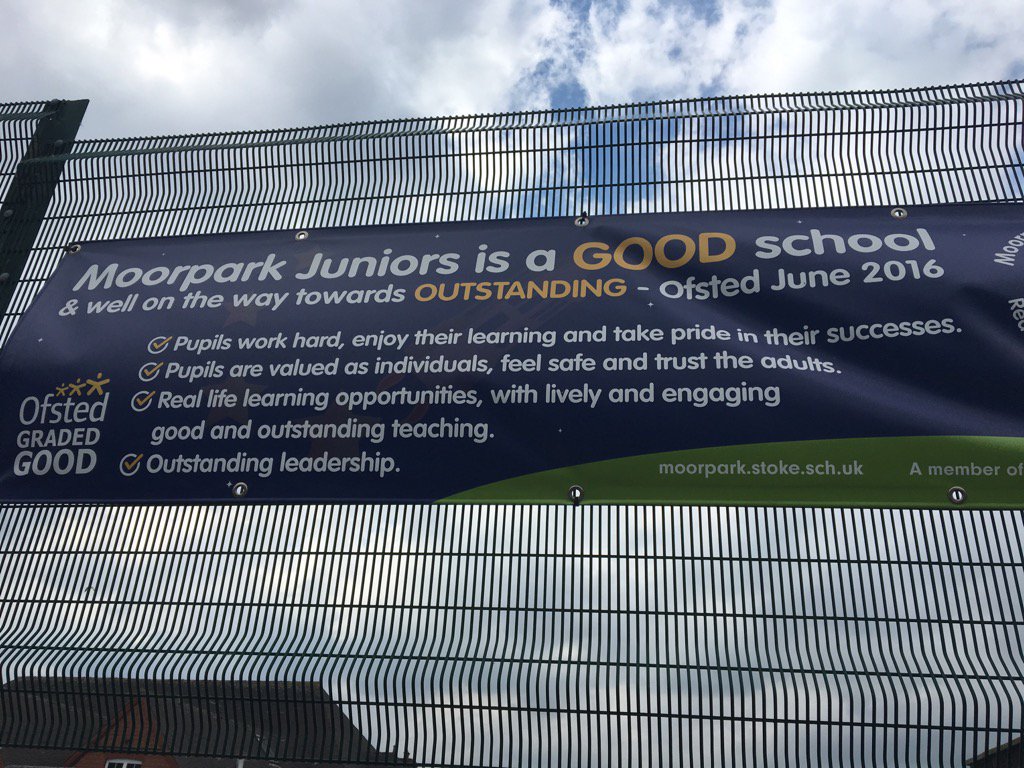 Moorpark Juniors is a GOOD school
& well on the way towards OUTSTANDING - Ofsted June 2016
Pupils work hard, enjoy their learning and take pride in their successes.
Pupils are valued as individuals, feel safe and trust the adults.
Real life learning opportunities, with lively and engaging
good and outstanding teaching.
Outstanding leadership.
Ofsted
GRADED
GOOD
moorpark.stoke.sch.uk
A member of